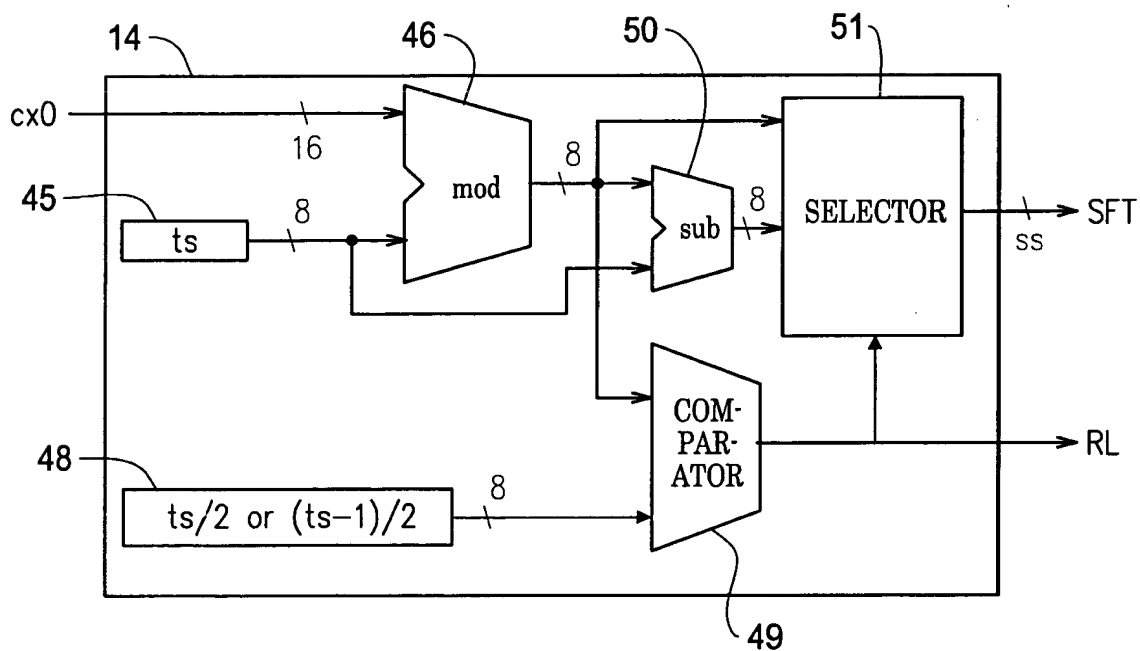 14
46
50
51
cx0
16
8
mod
45
ts
8
sub
8
SELECTOR
SFT
ss
COM-
PAR-
ATOR
RL
48
ts/2 or (ts-1)/2
8
49